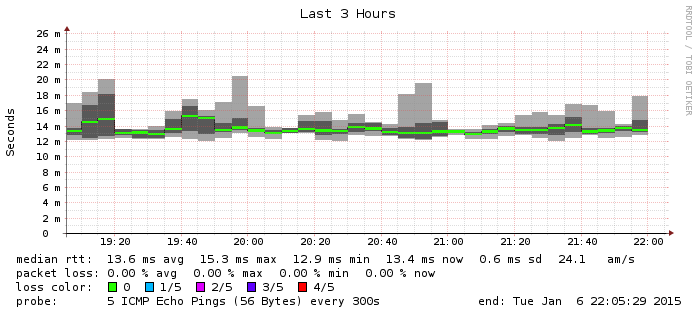 Last 3 Hours
RRDTOOL / TOBI OETIKER
Seconds
26 m
24 m
22 m
20 m
18 m
16 m
14 m
12 m
10 m
8 m
6 m
4 m
2 m
0
19:20 19:40 20:00 20:20 20:40 21:00 21:20 21:40 22:00
median rtt: 13.6 ms avg 15.3 ms max 12.9 ms min 13.4 ms now 0.6 ms sd 24.1 am/s
packet loss: 0.00 % avg 0.00 % max 0.00 % min 0.00 % now
loss color: 0 1/5 2/5 3/5 4/5
probe: 5 ICMP Echo Pings (56 Bytes) every 300s end: Tue Jan 6 22:05:29 2015